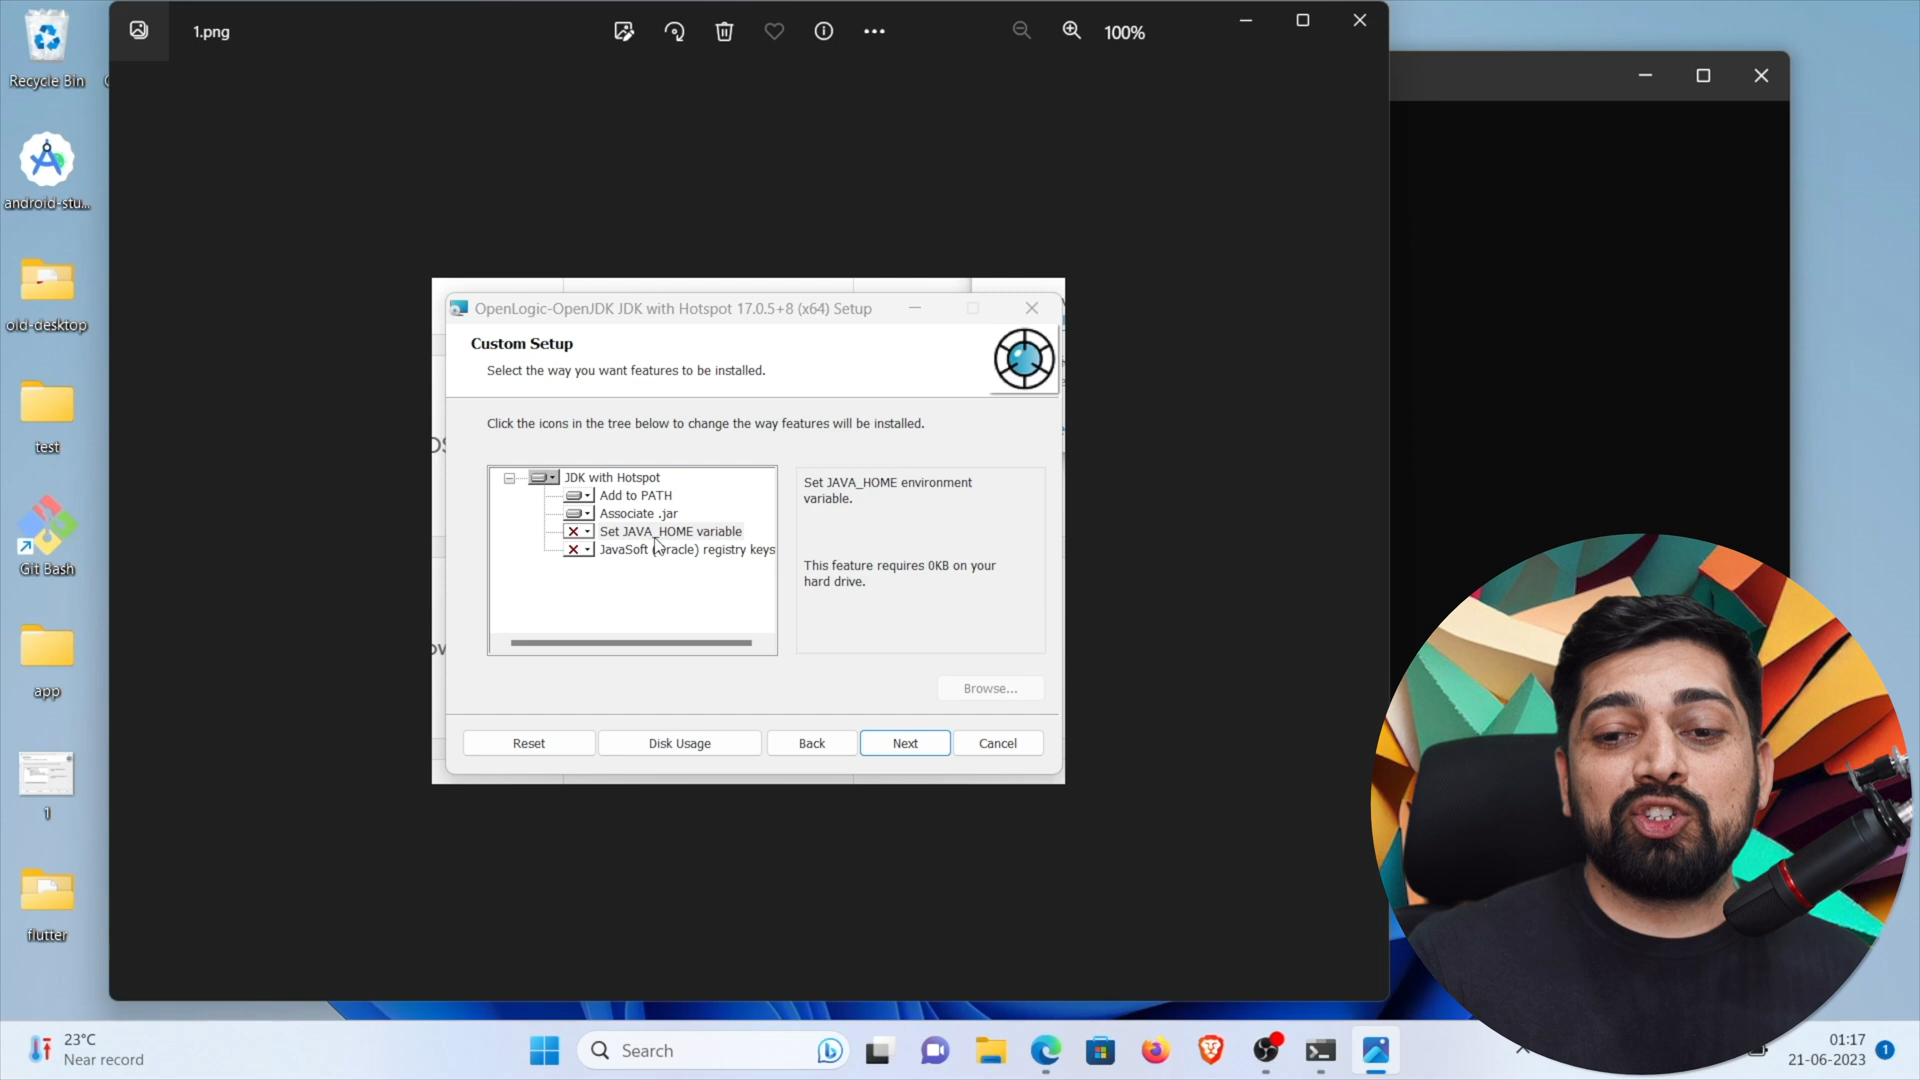 1.png
100%
Recycle Bin
android-stu...
old-desktop
test
Git Bash
app
1
flutter
OpenLogic-OpenJDK JDK with Hotspot 17.0.5+8 (x64) Setup
Custom Setup
Select the way you want features to be installed.
Click the icons in the tree below to change the way features will be installed.
JDK with Hotspot
Add to PATH
Associate .jar
Set JAVA_HOME variable
JavaSoft (Oracle) registry keys
Set JAVA_HOME environment
variable.
This feature requires 0KB on your
hard drive.
Browse...
Reset
Disk Usage
Back
Next
Cancel
23°C
Near record
Search
01:17
21-06-2023
1